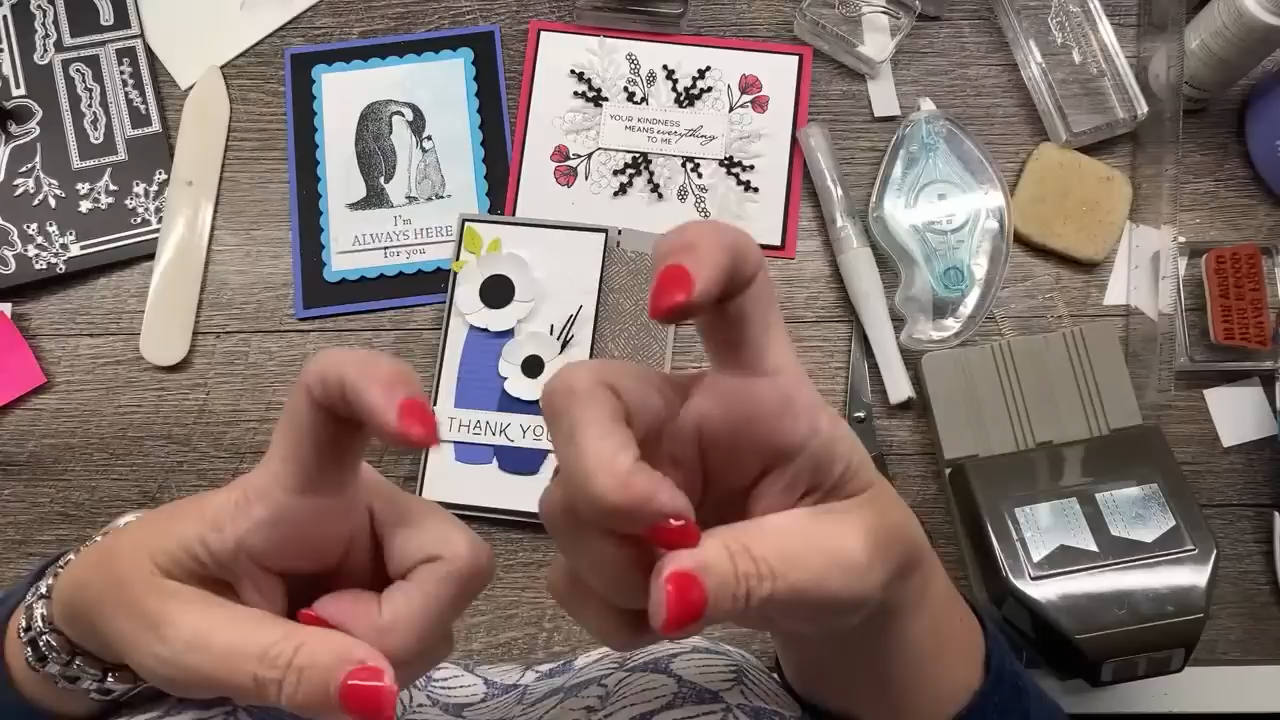 YOUR KINDNESS
MEANS everything
TO ME
I'm
ALWAYS HERE
for you
THANK YOU